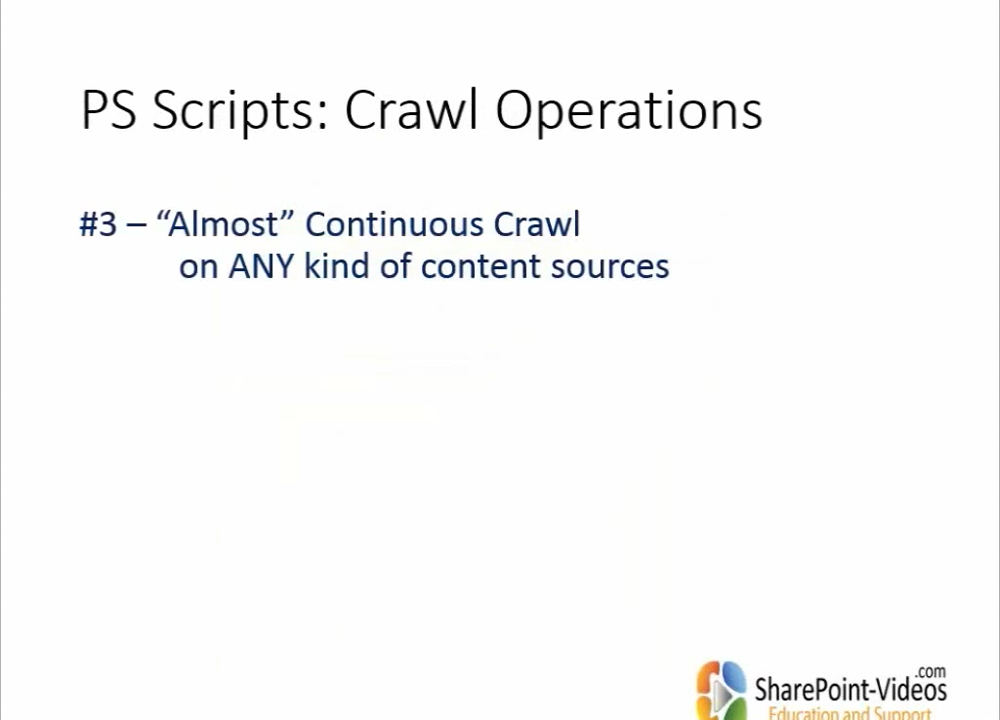 PS Scripts: Crawl Operations
#3 – “Almost” Continuous Crawl
on ANY kind of content sources
.com
SharePoint-Videos
Education and Support